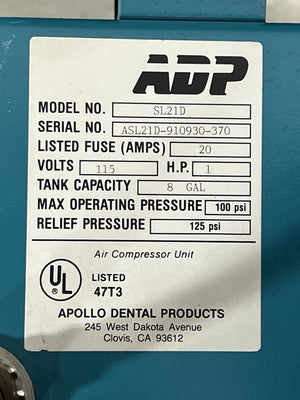 ADP
MODEL NO. SL21D
SERIAL NO. ASL21D-910930-370
LISTED FUSE (AMPS) 20
VOLTS 115 H.P. 1
TANK CAPACITY 8 GAL
MAX OPERATING PRESSURE 100 psi
RELIEF PRESSURE 125 psi
Air Compressor Unit
UL LISTED
47T3
APOLLO DENTAL PRODUCTS
245 West Dakota Avenue
Clovis, CA 93612